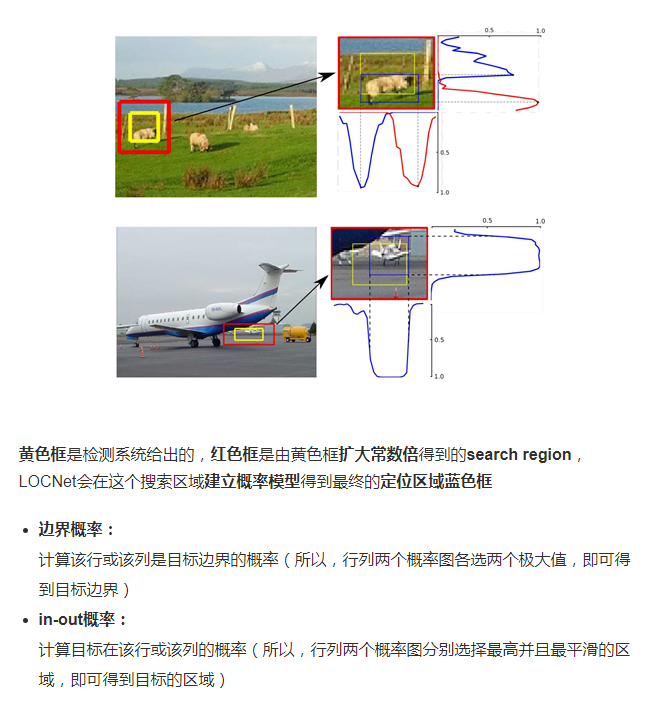 0.5 1.0
0.5
1.0
0.5 1.0
0.5
1.0
黄色框是检测系统给出的，红色框是由黄色框扩大常数倍得到的search region，
LOCNet会在这个搜索区域建立概率模型得到最终的定位区域蓝色框
边界概率：
计算该行或该列是目标边界的概率（所以，行列两个概率图各选两个极大值，即可得
到目标边界）
in-out概率：
计算目标在该行或该列的概率（所以，行列两个概率图分别选择最高并且最平滑的区
域，即可得到目标的区域）